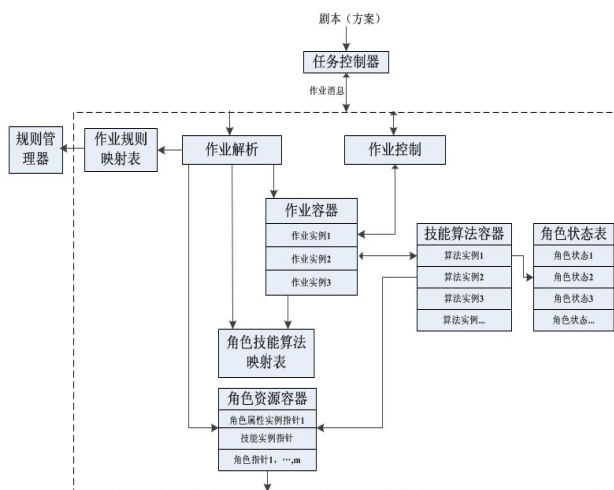 剧本（方案）
任务控制器
作业消息
规则管
理器
作业规则
映射表
作业解析
作业控制
作业容器
作业实例1
作业实例2
作业实例3
技能算法容器
算法实例1
算法实例2
算法实例3
算法实例...
角色状态表
角色状态1
角色状态2
角色状态3
角色状态...
角色技能算法
映射表
角色资源容器
角色属性实例指针1
技能实例指针
角色指针1，…,m